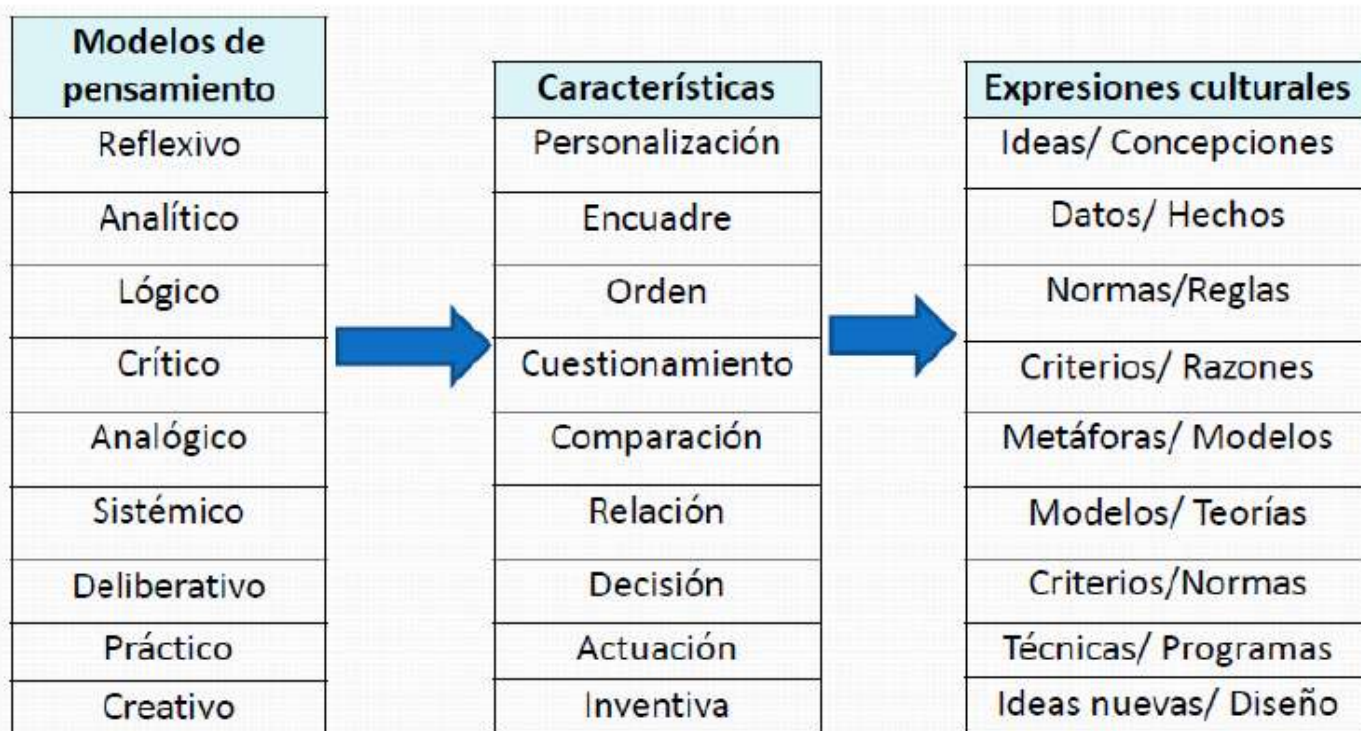 Modelos de
pensamiento
Reflexivo
Analítico
Lógico
Crítico
Analógico
Sistémico
Deliberativo
Práctico
Creativo
Características
Personalización
Encuadre
Orden
Cuestionamiento
Comparación
Relación
Decisión
Actuación
Inventiva
Expresiones culturales
Ideas/ Concepciones
Datos/ Hechos
Normas/Reglas
Criterios/ Razones
Metáforas/ Modelos
Modelos/ Teorías
Criterios/Normas
Técnicas/ Programas
Ideas nuevas/ Diseño